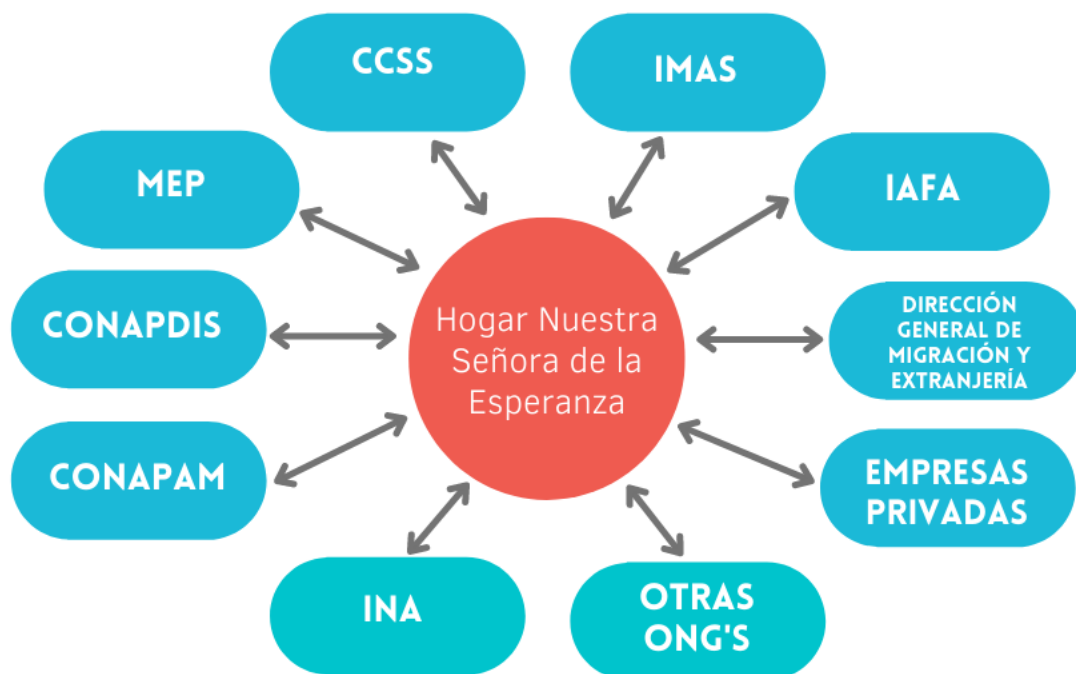 CCSS
IMAS
MEP
IAFA
CONAPDIS
Hogar Nuestra
Señora de la
Esperanza
DIRECCIÓN
GENERAL DE
MIGRACIÓN Y
EXTRANJERÍA
CONAPAM
EMPRESAS
PRIVADAS
INA
OTRAS
ONG'S